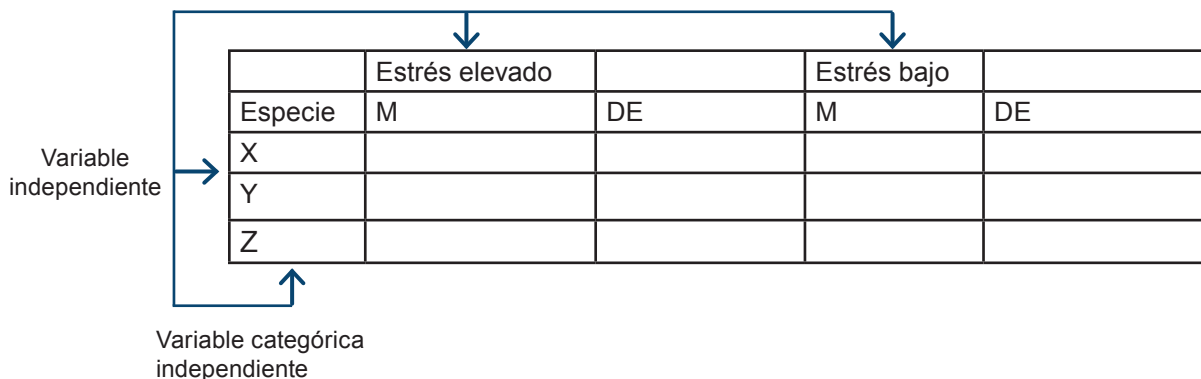 Estrés elevado Estrés bajo
Especie M DE M DE
X
Y
Z
Variable
independiente
Variable categórica
independiente